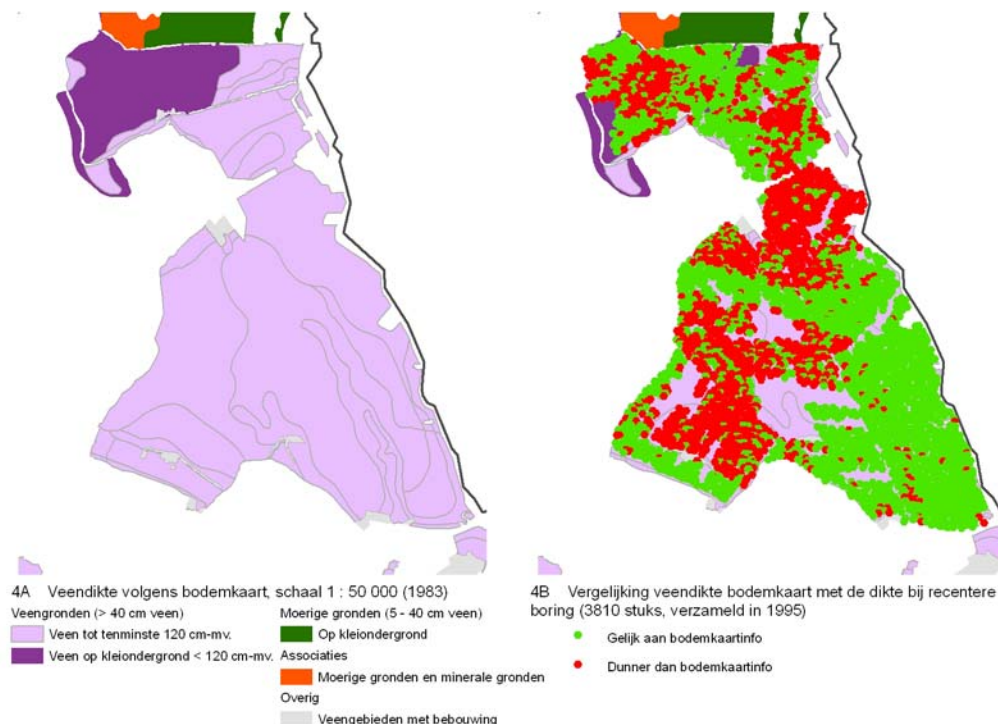 4A Veendikte volgens bodemkaart, schaal 1 : 50 000 (1983)
Veengronden (> 40 cm veen)
Veen tot tenminste 120 cm-mv.
Veen op kleiondergrond < 120 cm-mv.
Moerige gronden (5 - 40 cm veen)
Op kleiondergrond
Associaties
Moerige gronden en minerale gronden
Overig
Veengebieden met bebouwing
4B Vergelijking veendikte bodemkaart met de dikte bij recentere
boring (3810 stuks, verzameld in 1995)
Gelijk aan bodemkaartinfo
Dunner dan bodemkaartinfo